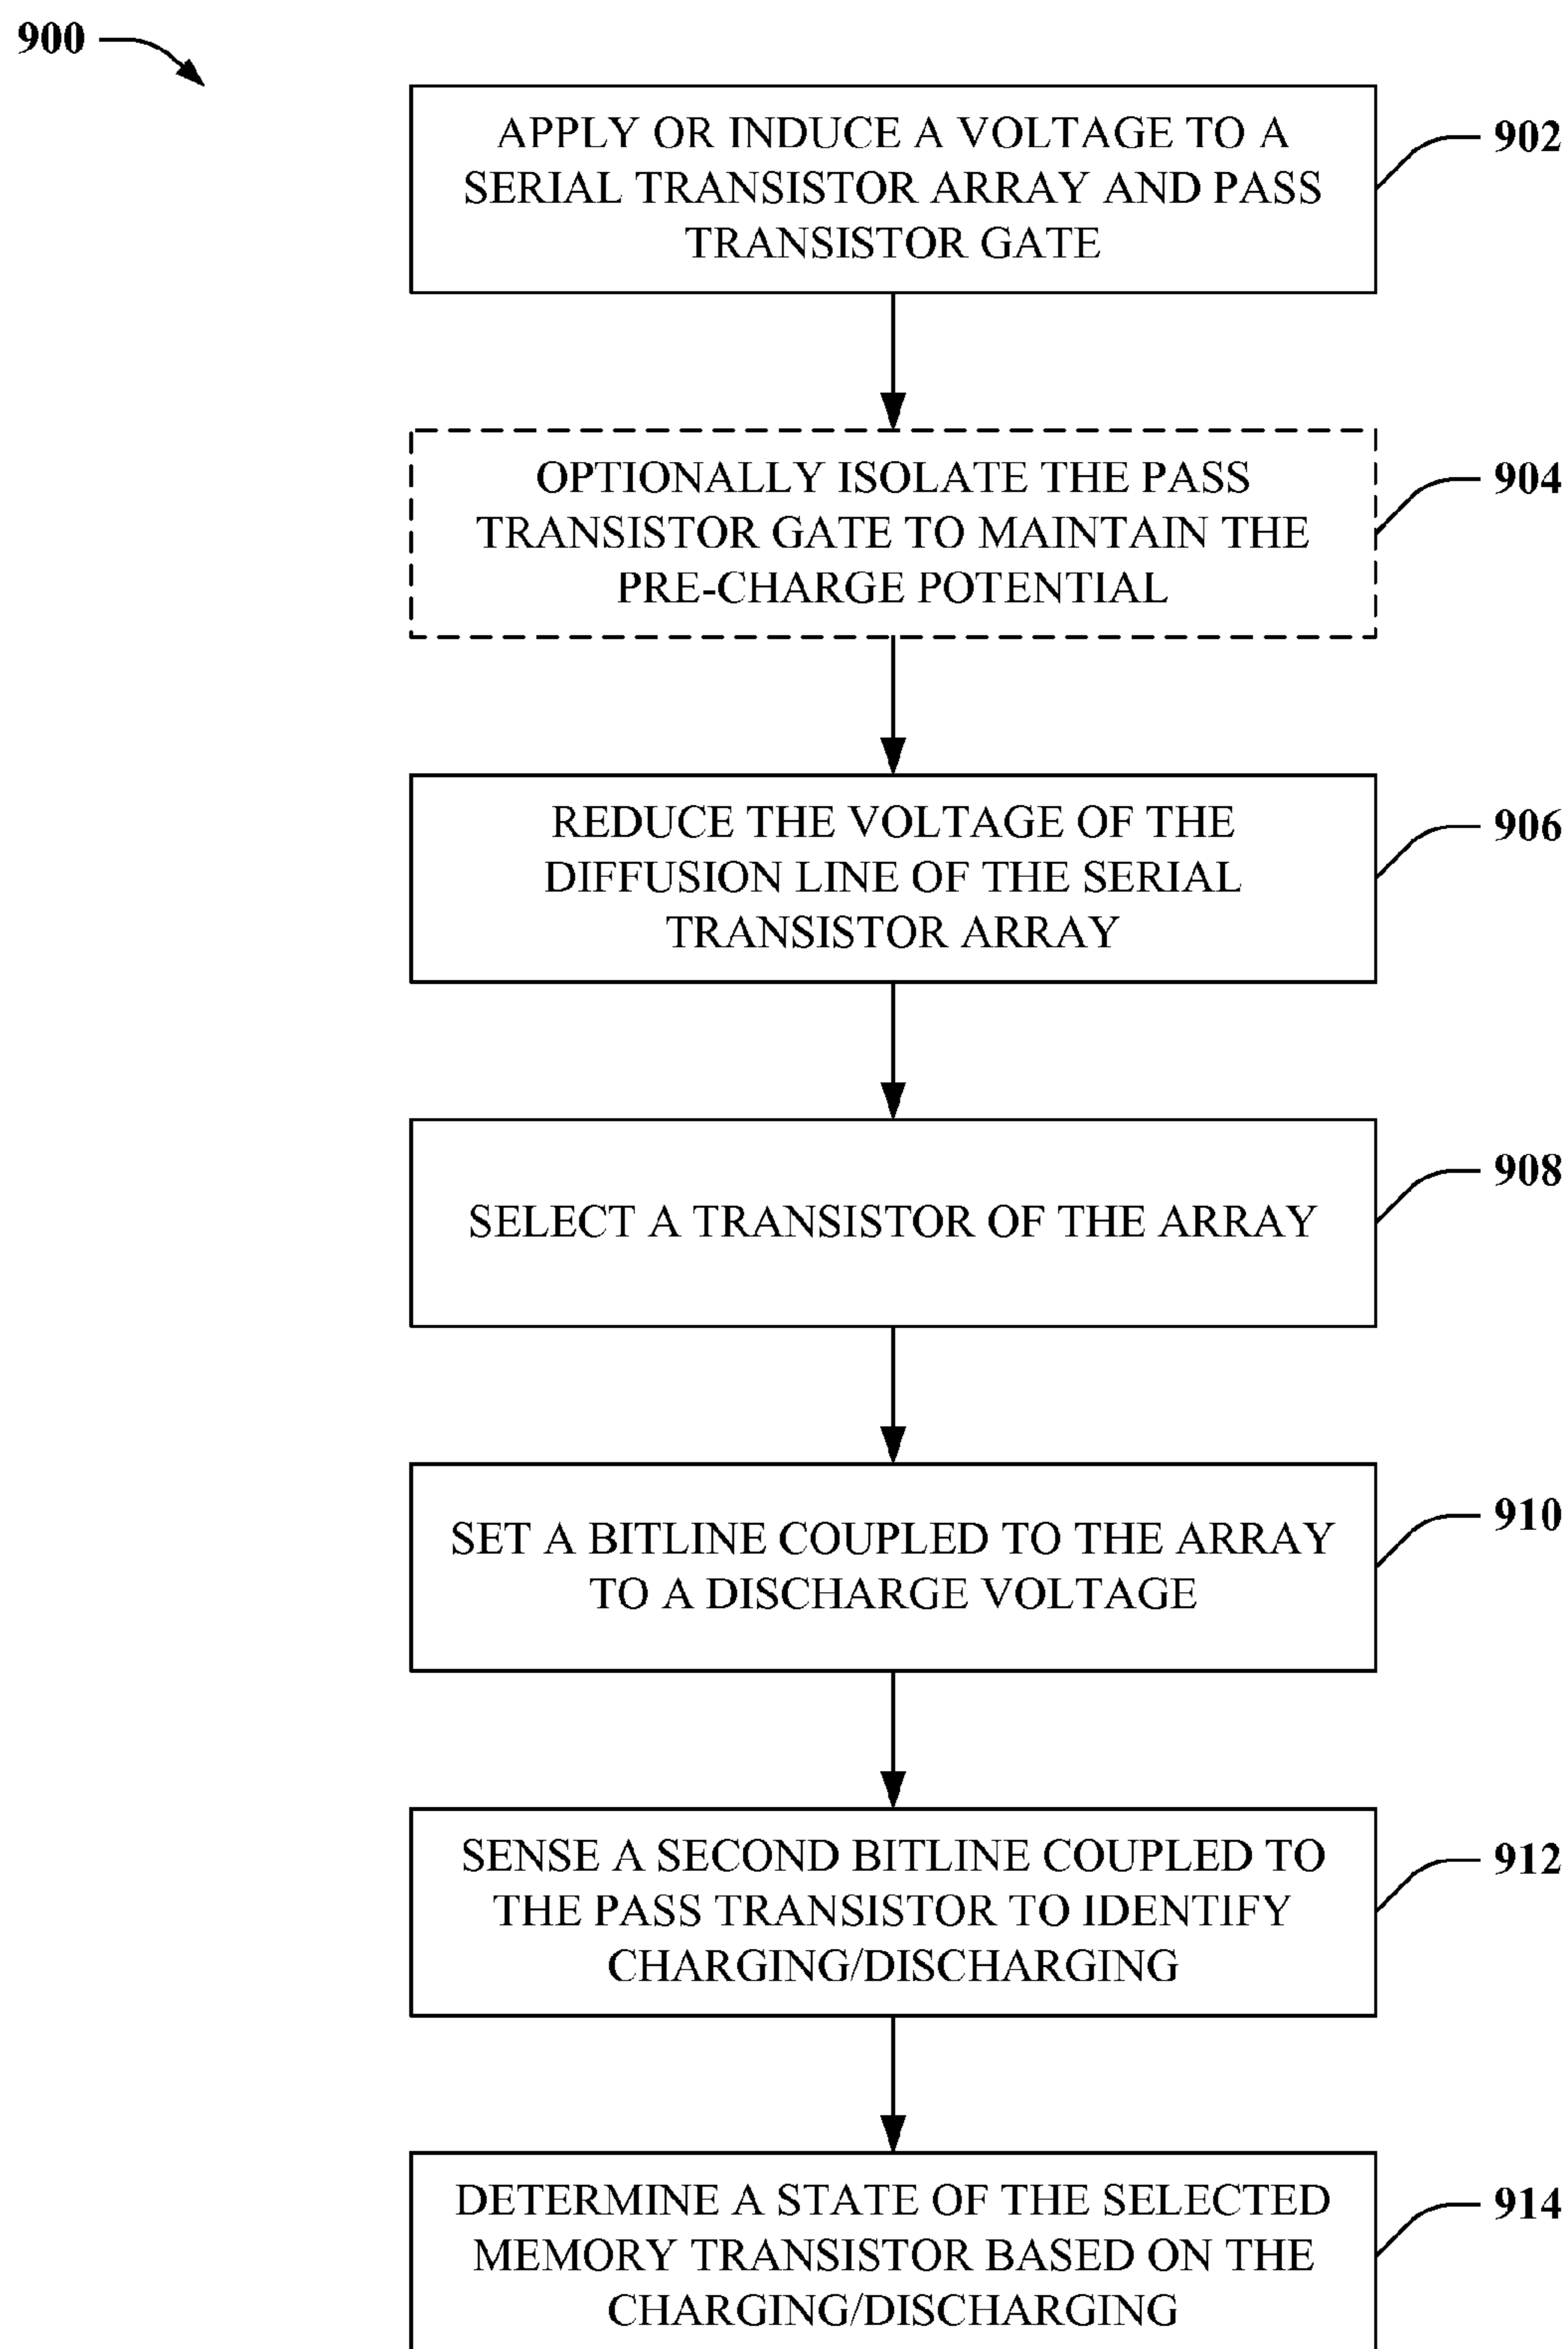 900
APPLY OR INDUCE A VOLTAGE TO A
SERIAL TRANSISTOR ARRAY AND PASS
TRANSISTOR GATE
902
OPTIONALLY ISOLATE THE PASS
TRANSISTOR GATE TO MAINTAIN THE
PRE-CHARGE POTENTIAL
904
REDUCE THE VOLTAGE OF THE
DIFFUSION LINE OF THE SERIAL
TRANSISTOR ARRAY
906
SELECT A TRANSISTOR OF THE ARRAY
908
SET A BITLINE COUPLED TO THE ARRAY
TO A DISCHARGE VOLTAGE
910
SENSE A SECOND BITLINE COUPLED TO
THE PASS TRANSISTOR TO IDENTIFY
CHARGING/DISCHARGING
912
DETERMINE A STATE OF THE SELECTED
MEMORY TRANSISTOR BASED ON THE
CHARGING/DISCHARGING
914